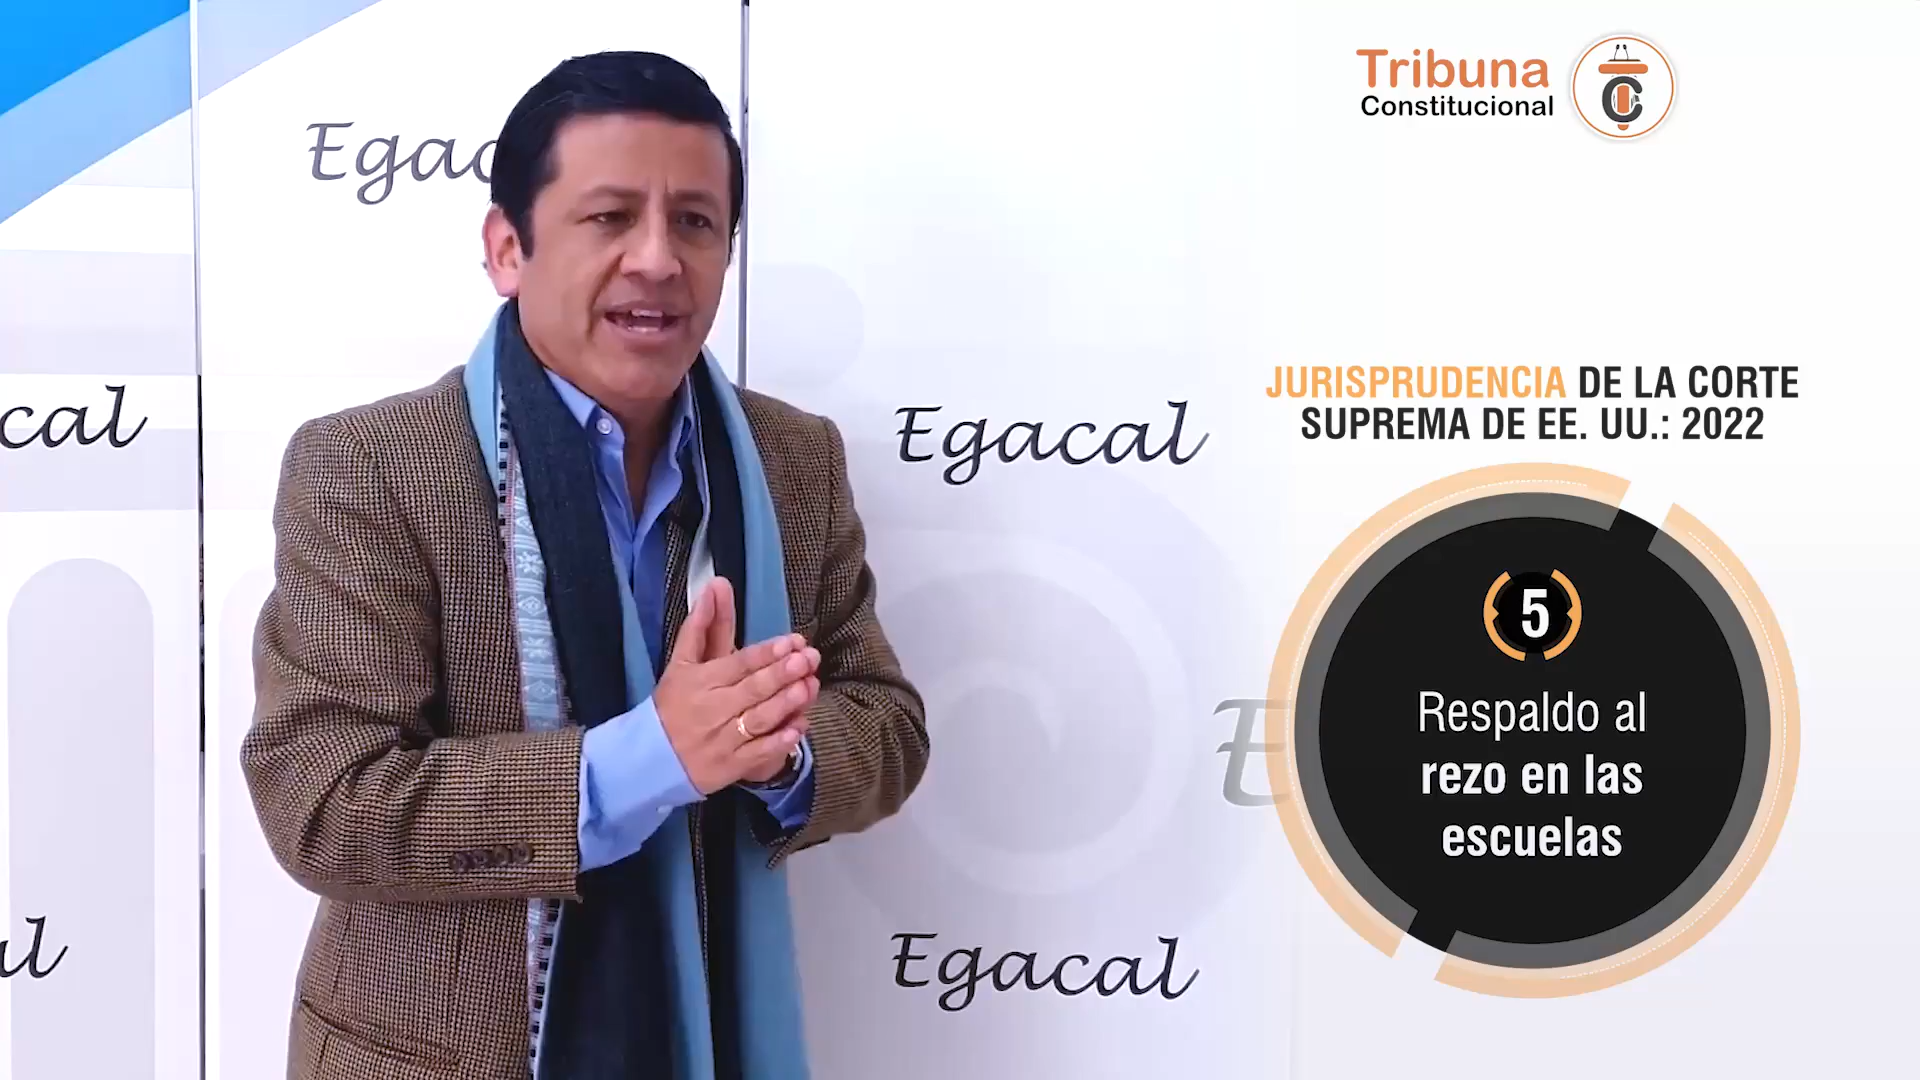 Tribuna
Constitucional
Egac
cal
Egacal
JURISPRUDENCIA DE LA CORTE
SUPREMA DE EE. UU.: 2022
5
Respaldo al
rezo en las
escuelas
E
al
Egacal